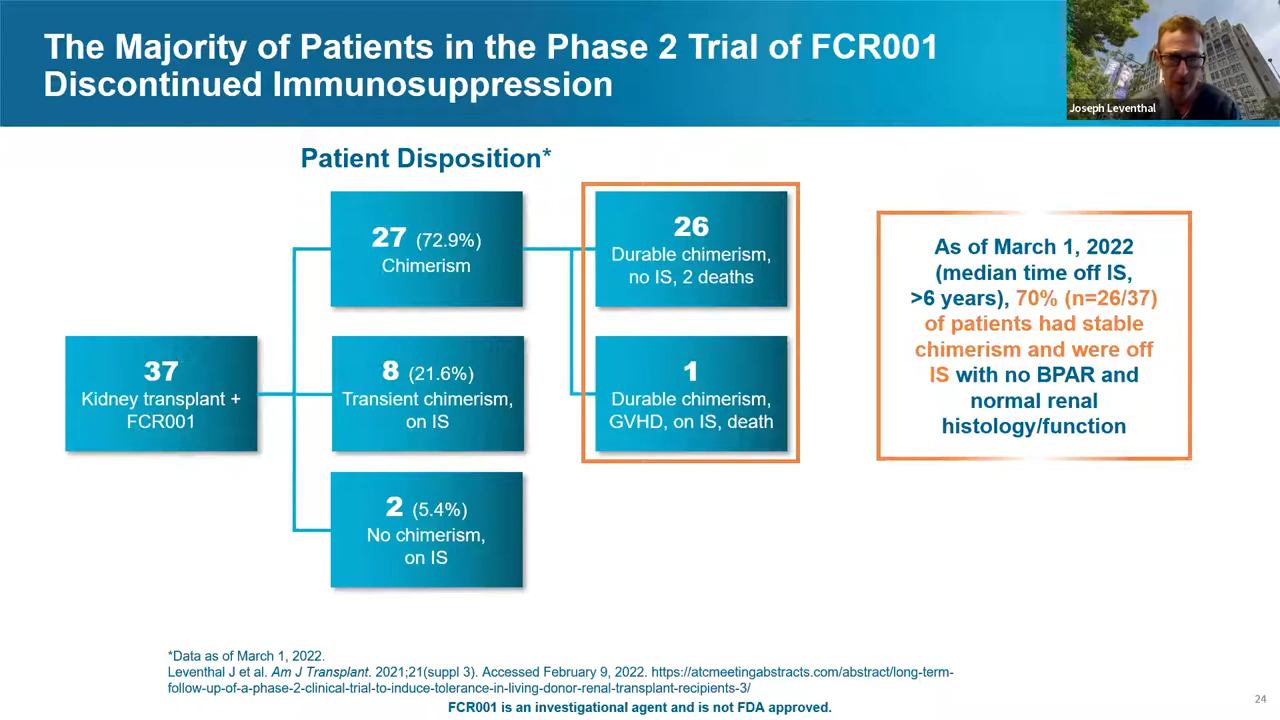 The Majority of Patients in the Phase 2 Trial of FCR001
Discontinued Immunosuppression
Joseph Leventhal
Patient Disposition*
37
Kidney transplant +
FCR001
27 (72.9%)
Chimerism
8 (21.6%)
Transient chimerism,
on IS
2 (5.4%)
No chimerism,
on IS
26
Durable chimerism,
no IS, 2 deaths
1
Durable chimerism,
GVHD, on IS, death
As of March 1, 2022
(median time off IS,
>6 years), 70% (n=26/37)
of patients had stable
chimerism and were off
IS with no BPAR and
normal renal
histology/function
*Data as of March 1, 2022.
Leventhal J et al. Am J Transplant. 2021;21(suppl 3). Accessed February 9, 2022. https://atcmeetingabstracts.com/abstract/long-term-
follow-up-of-a-phase-2-clinical-trial-to-induce-tolerance-in-living-donor-renal-transplant-recipients-3/
FCR001 is an investigational agent and is not FDA approved.
24